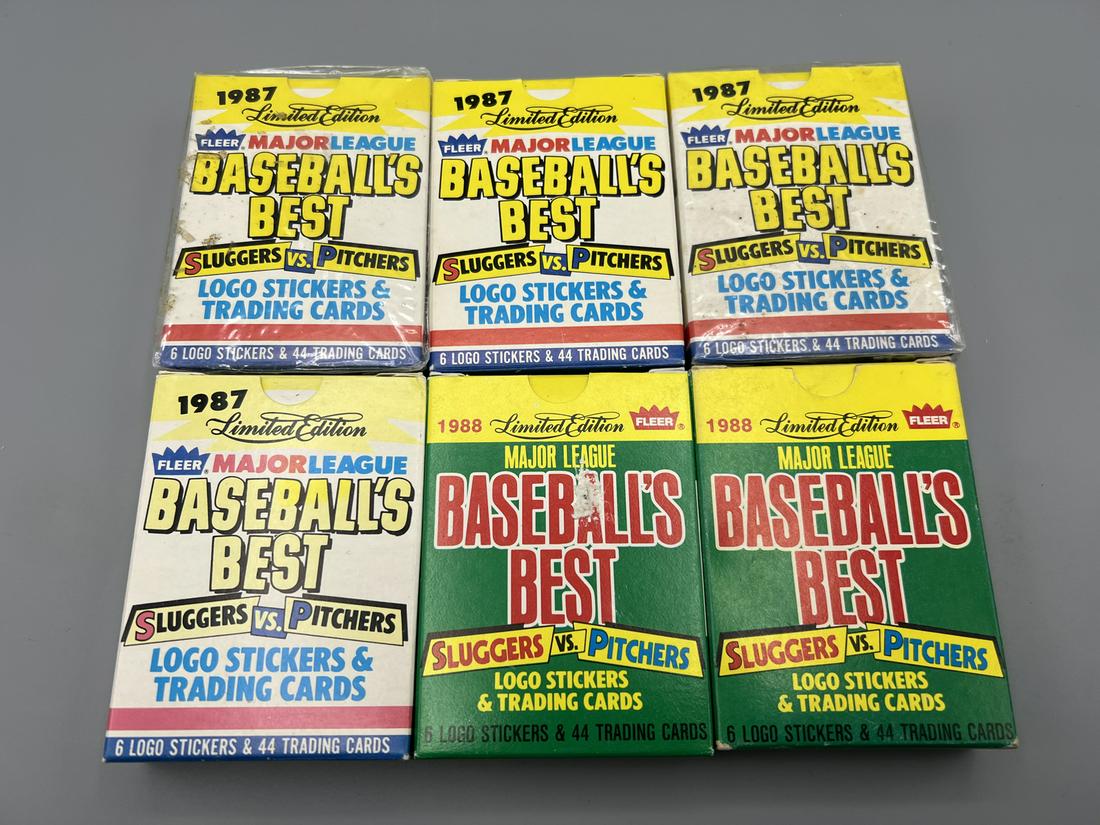 1987
Limited Edition
FLEER® MAJOR LEAGUE
BASEBALL'S
BEST
SLUGGERS VS. PITCHERS
LOGO STICKERS &
TRADING CARDS
6 LOGO STICKERS & 44 TRADING CARDS
1987
Limited Edition
FLEER® MAJOR LEAGUE
BASEBALL'S
BEST
SLUGGERS VS. PITCHERS
LOGO STICKERS &
TRADING CARDS
6 LOGO STICKERS & 44 TRADING CARDS
1987
Limited Edition
FLEER® MAJOR LEAGUE
BASEBALL'S
BEST
SLUGGERS VS. PITCHERS
LOGO STICKERS &
TRADING CARDS
6 LOGO STICKERS & 44 TRADING CARDS
1987
Limited Edition
FLEER® MAJOR LEAGUE
BASEBALL'S
BEST
SLUGGERS VS. PITCHERS
LOGO STICKERS &
TRADING CARDS
6 LOGO STICKERS & 44 TRADING CARDS
1988 Limited Edition FLEER®
MAJOR LEAGUE
BASEBALL'S
BEST
SLUGGERS VS. PITCHERS
LOGO STICKERS
& TRADING CARDS
6 LOGO STICKERS & 44 TRADING CARDS
1988 Limited Edition FLEER®
MAJOR LEAGUE
BASEBALL'S
BEST
SLUGGERS VS. PITCHERS
LOGO STICKERS
& TRADING CARDS
6 LOGO STICKERS & 44 TRADING CARDS